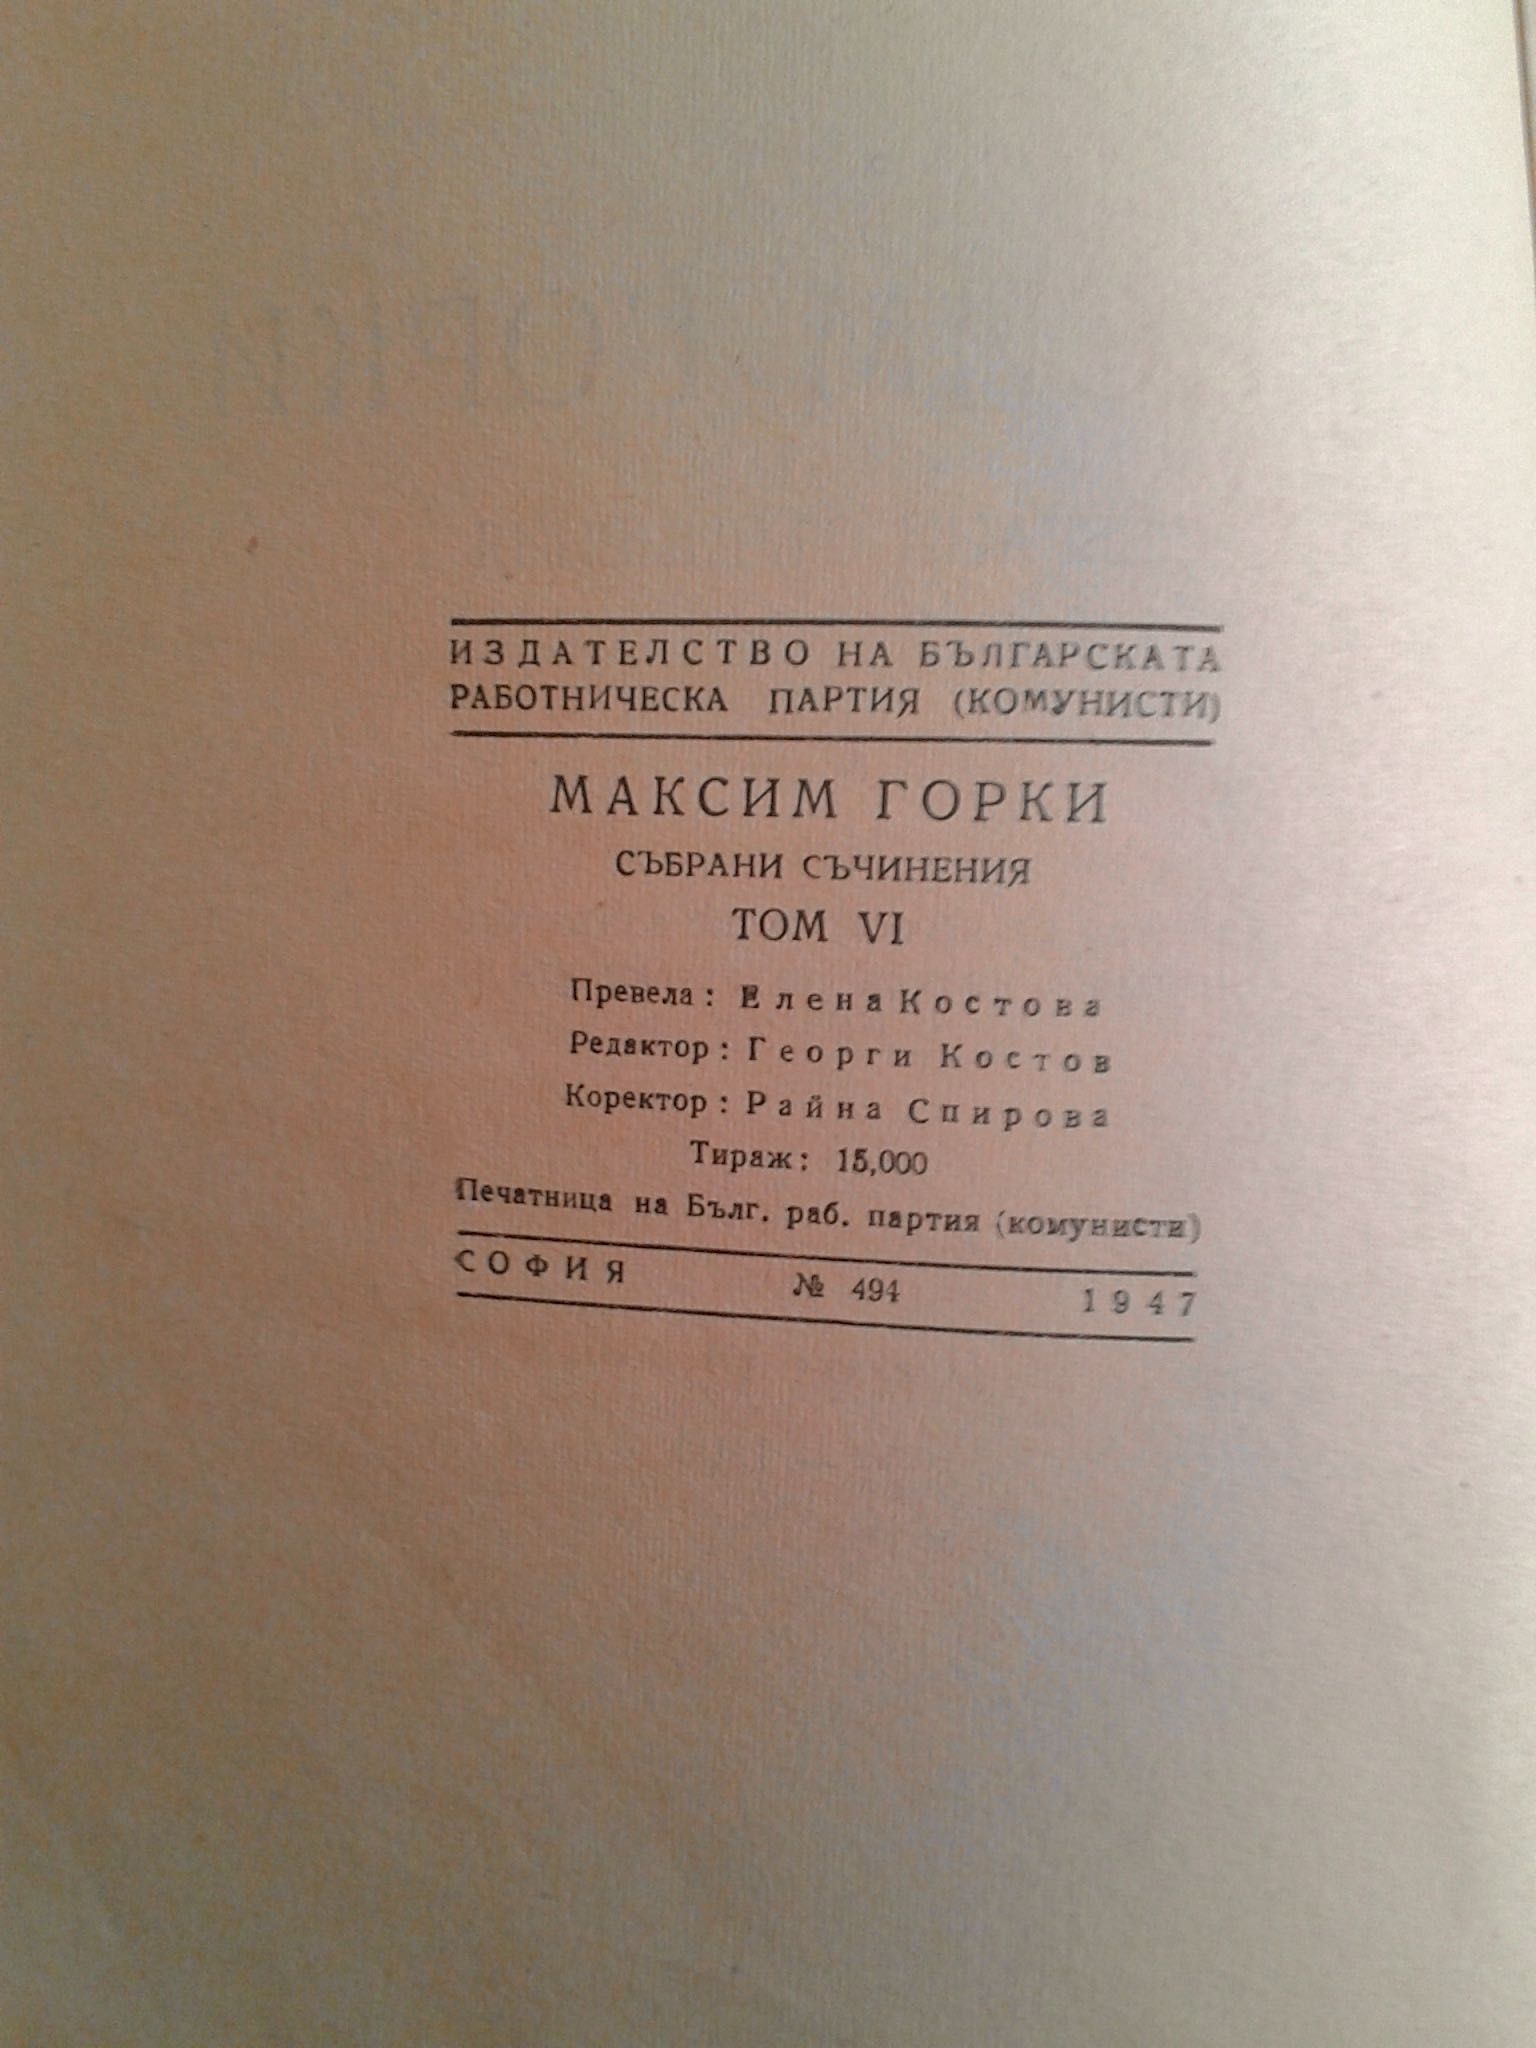 ИЗДАТЕЛСТВО НА БЪЛГАРСКАТА
РАБОТНИЧЕСКА ПАРТИЯ (КОМУНИСТИ)
МАКСИМ ГОРКИ
СЪБРАНИ СЪЧИНЕНИЯ
ТОМ VI
Превела: Елена Костова
Редактор: Георги Костов
Коректор: Райна Спирова
Тираж: 15,000
Печатница на Бълг. раб. партия (комунисти)
СОФИЯ № 494 1947